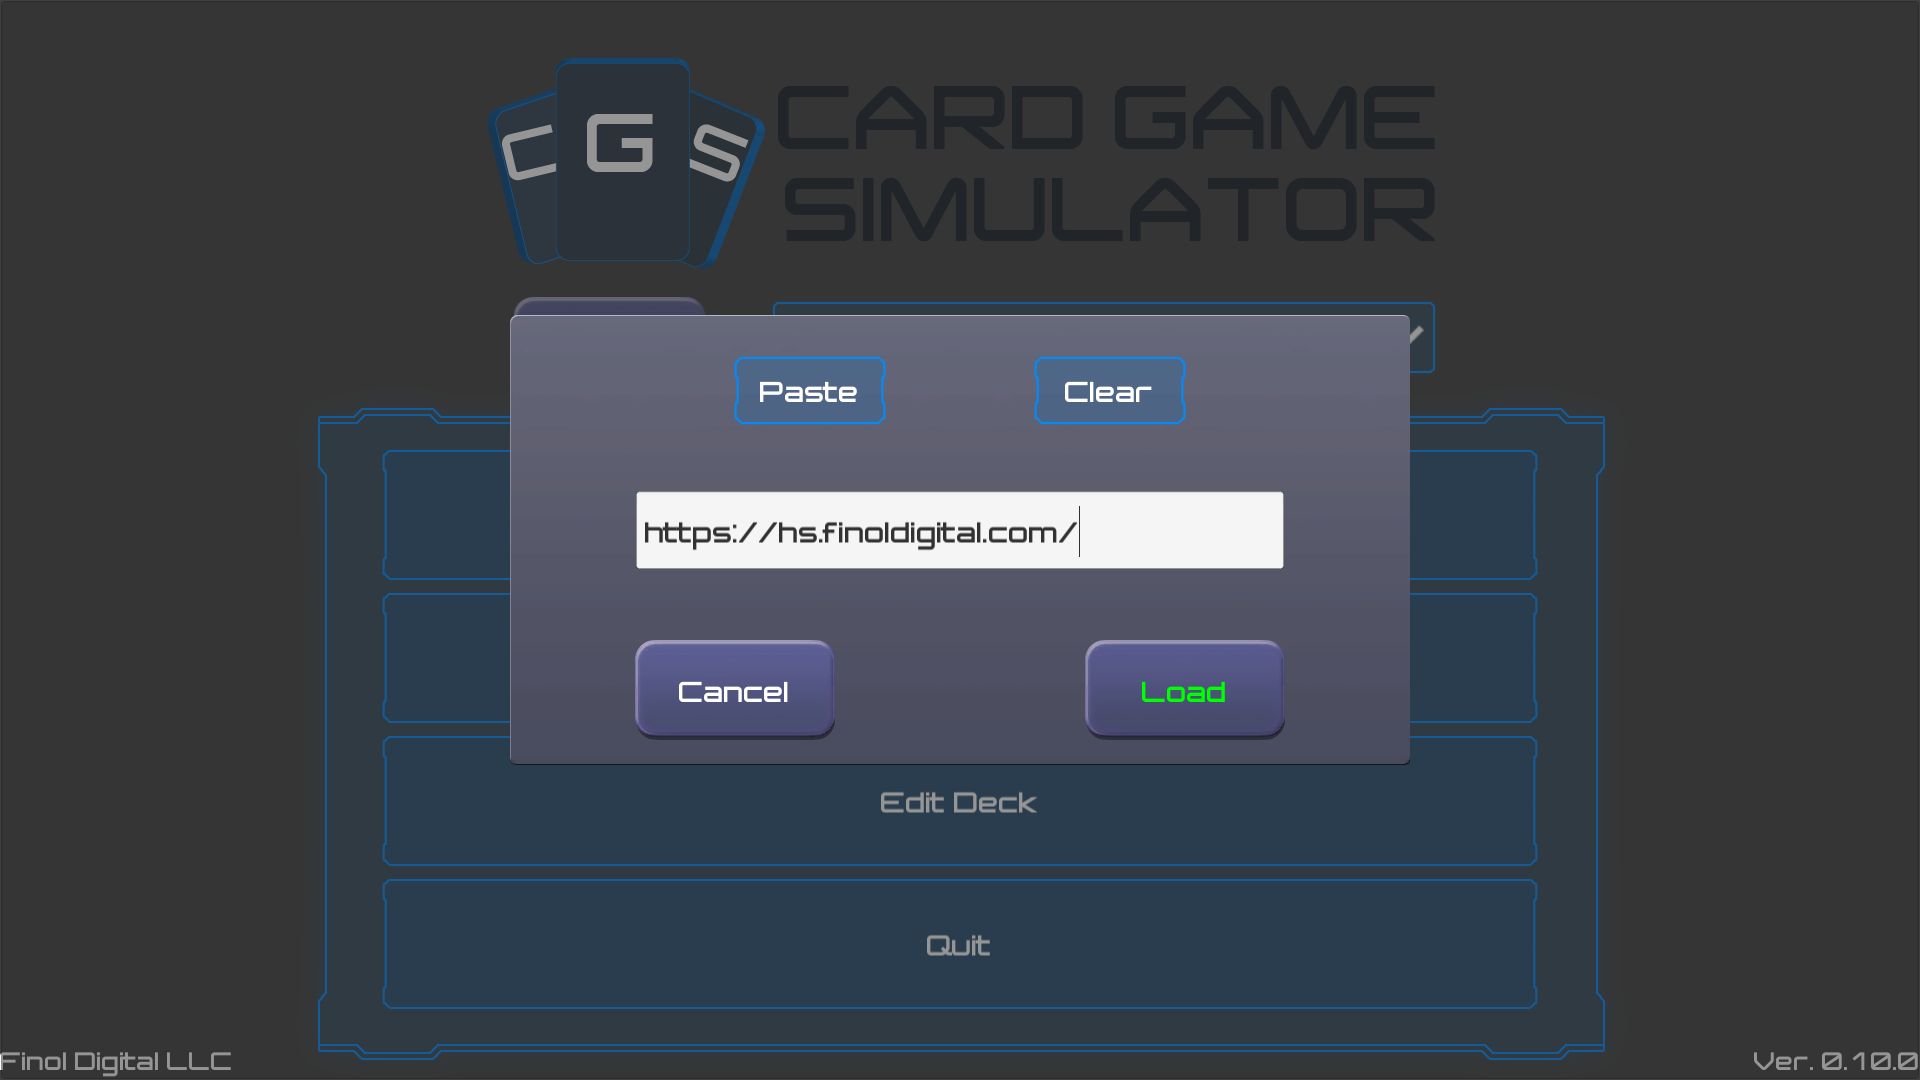 C G S
CARD GAME
SIMULATOR
Paste
Clear
https://hs.finoldigital.com/
Cancel
Load
Edit Deck
Quit
Finol Digital LLC
Ver. 0.10.0